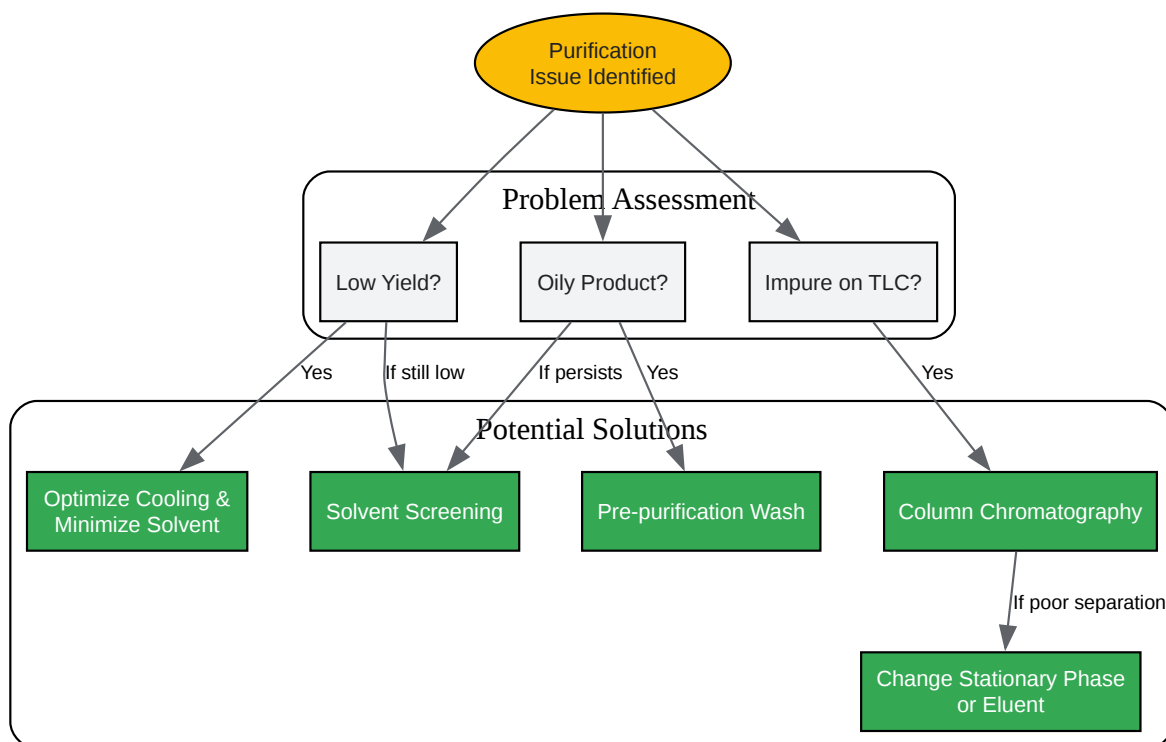 Purification
Issue Identified
Problem Assessment
Low Yield?
Oily Product?
Impure on TLC?
Yes
If still low
If persists
Yes
Yes
Potential Solutions
Optimize Cooling &
Minimize Solvent
Solvent Screening
Pre-purification Wash
Column Chromatography
If poor separation
Change Stationary Phase
or Eluent